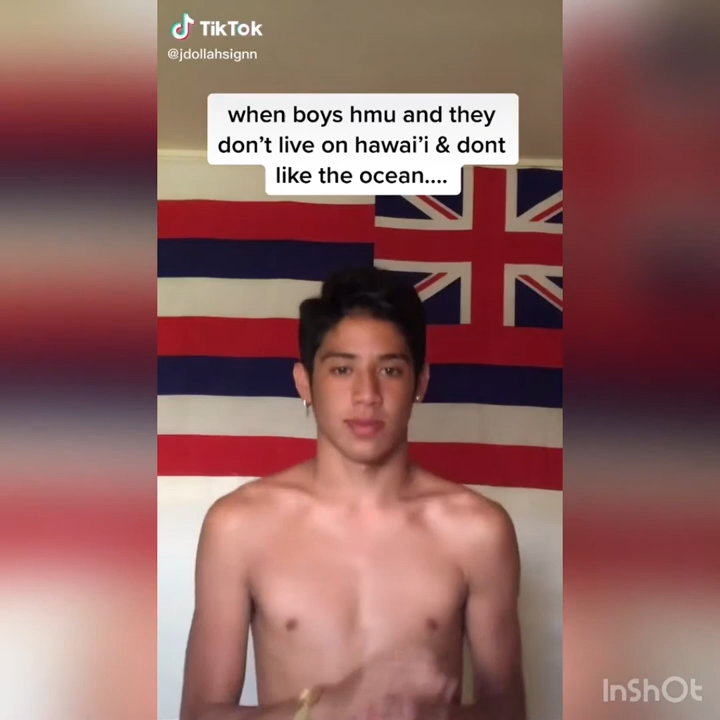 TikTok
@jdollahsignn
when boys hmu and they
don't live on hawai'i & dont
like the ocean....
InShOt